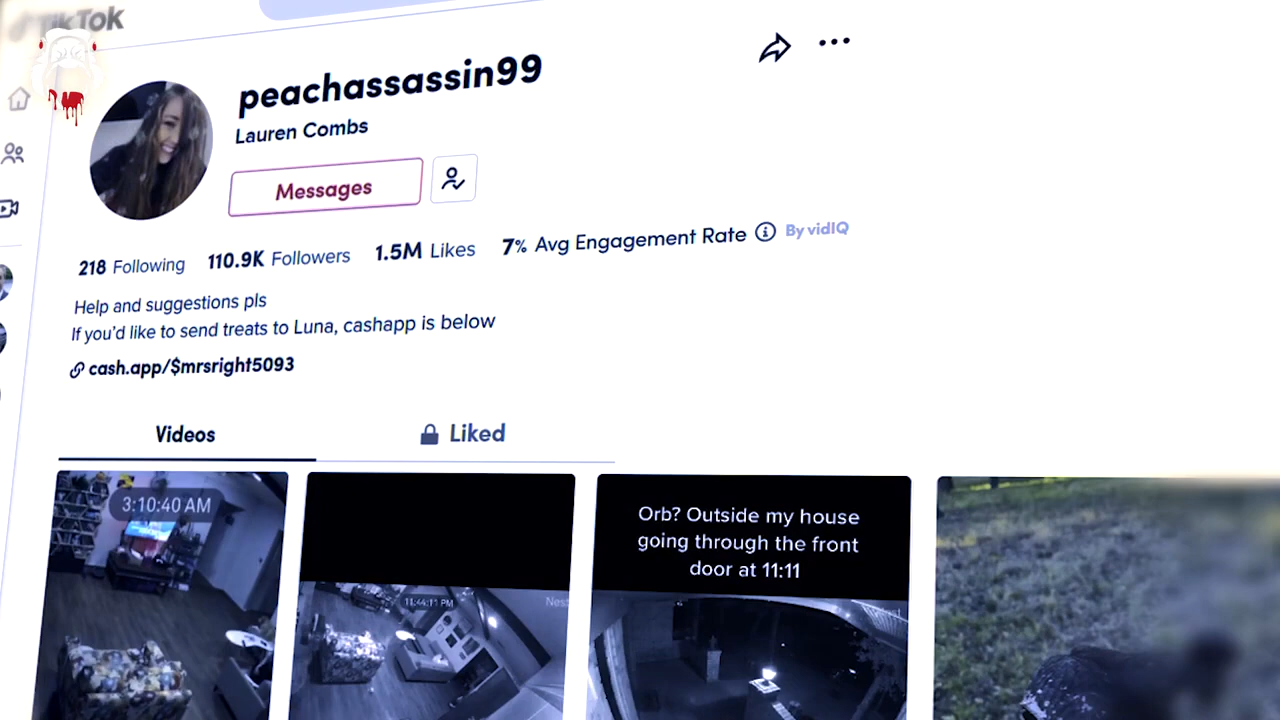 TikTok
peachassassin99
Lauren Combs
Messages
218 Following 110.9K Followers 1.5M Likes 7% Avg Engagement Rate By vidIQ
Help and suggestions pls
If you'd like to send treats to Luna, cashapp is below
cash.app/$mrsright5093
Videos Liked
3:10:40 AM
11:44:11 PM
Nest
Orb? Outside my house
going through the front
door at 11:11